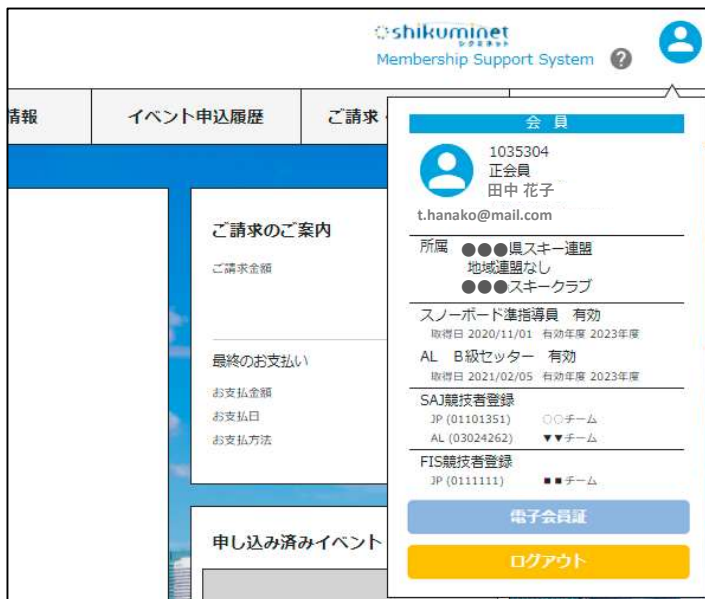 shikuminet
シクミネット
Membership Support System ?
情報 イベント申込履歴 ご請求・
会 員
1035304
正会員
田中 花子
t.hanako@mail.com
所属 ●●●県スキー連盟
地域連盟なし
●●●スキークラブ
スノーボード準指導員 有効
取得日 2020/11/01 有効年度 2023年度
AL B級セッター 有効
取得日 2021/02/05 有効年度 2023年度
SAJ競技者登録
JP (01101351) ○○チーム
AL (03024262) ▼▼チーム
FIS競技者登録
JP (0111111) ■■チーム
電子会員証
ログアウト
ご請求のご案内
ご請求金額
最終のお支払い
お支払金額
お支払日
お支払方法
申し込み済みイベント